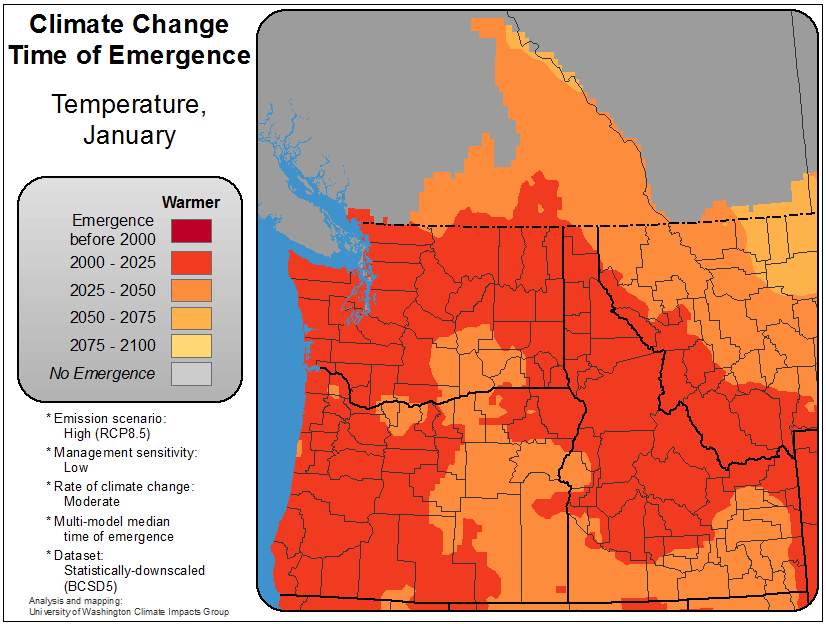 Climate Change
Time of Emergence
Temperature,
January
Warmer
Emergence
before 2000
2000 - 2025
2025 - 2050
2050 - 2075
2075 - 2100
No Emergence
* Emission scenario:
High (RCP8.5)
* Management sensitivity:
Low
* Rate of climate change:
Moderate
* Multi-model median
time of emergence
* Dataset:
Statistically-downscaled
(BCSD5)
Analysis and mapping:
University of Washington Climate Impacts Group